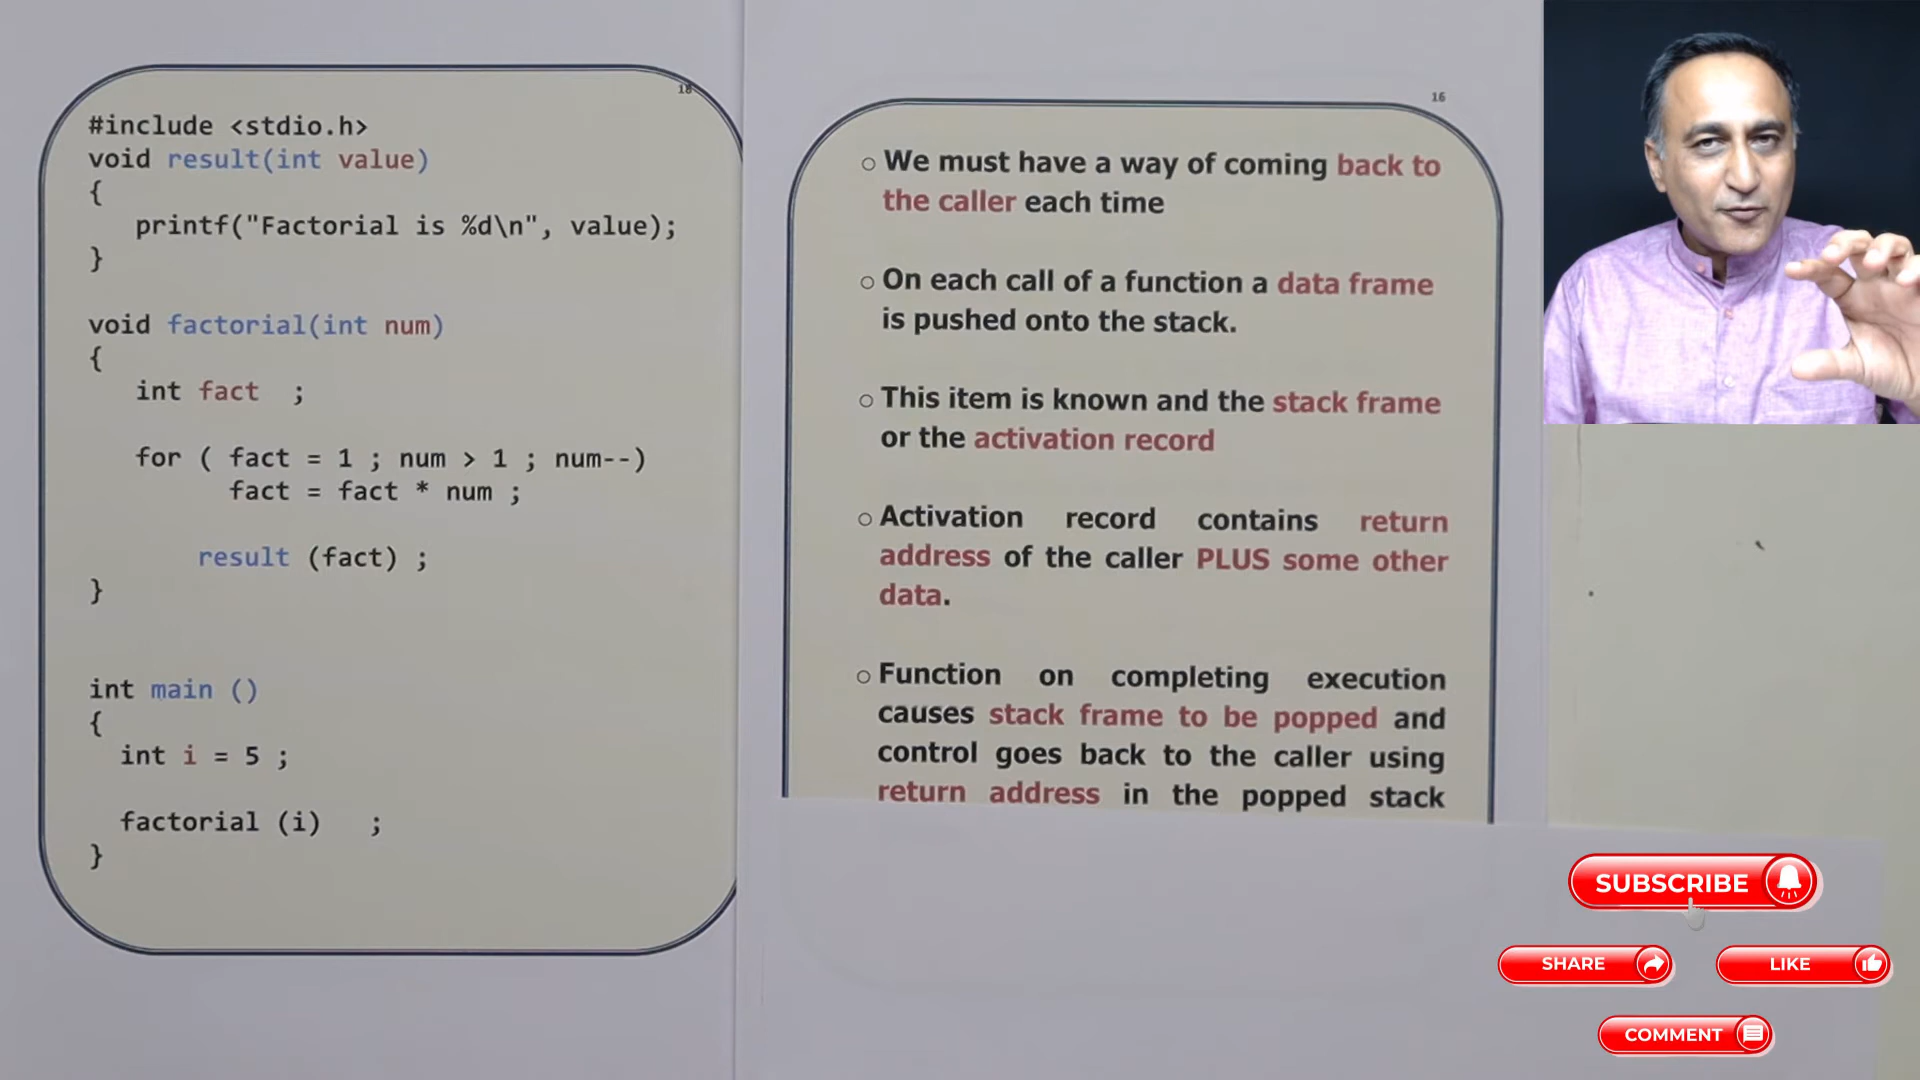 18
#include <stdio.h>
void result(int value)
{
printf("Factorial is %d\n", value);
}
void factorial(int num)
{
int fact ;
for ( fact = 1 ; num > 1 ; num--)
fact = fact * num ;
result (fact) ;
}
int main ()
{
int i = 5 ;
factorial (i) ;
}
16
○ We must have a way of coming back to
the caller each time
○ On each call of a function a data frame
is pushed onto the stack.
○ This item is known and the stack frame
or the activation record
○ Activation record contains return
address of the caller PLUS some other
data.
○ Function on completing execution
causes stack frame to be popped and
control goes back to the caller using
return address in the popped stack
SUBSCRIBE
SHARE
LIKE
COMMENT